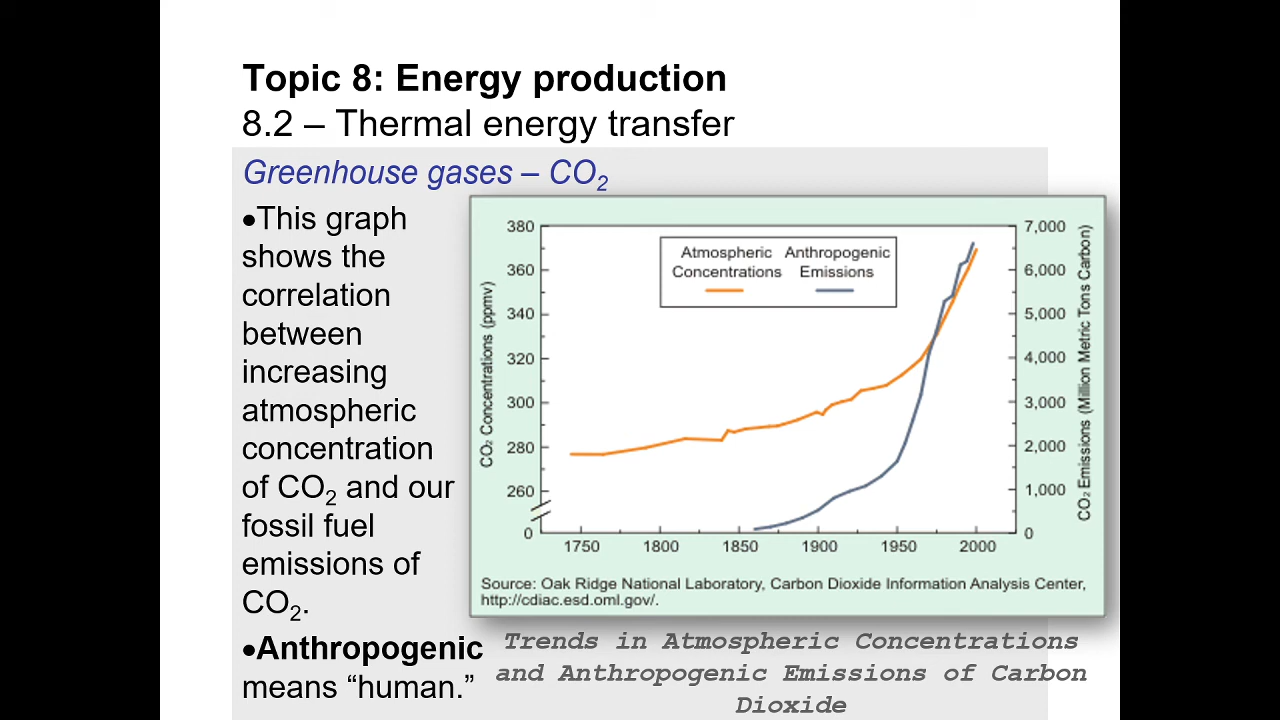 Topic 8: Energy production
8.2 – Thermal energy transfer
Greenhouse gases – CO₂
•This graph
shows the
correlation
between
increasing
atmospheric
concentration
of CO₂ and our
fossil fuel
emissions of
CO₂.
•Anthropogenic
means “human.”
Atmospheric Concentrations
Anthropogenic Emissions
CO₂ Concentrations (ppmv)
380
360
340
320
300
280
260
0
7,000
6,000
5,000
4,000
3,000
2,000
1,000
0
CO₂ Emissions (Million Metric Tons Carbon)
1750 1800 1850 1900 1950 2000
Source: Oak Ridge National Laboratory, Carbon Dioxide Information Analysis Center,
http://cdiac.esd.oml.gov/.
Trends in Atmospheric Concentrations
and Anthropogenic Emissions of Carbon
Dioxide